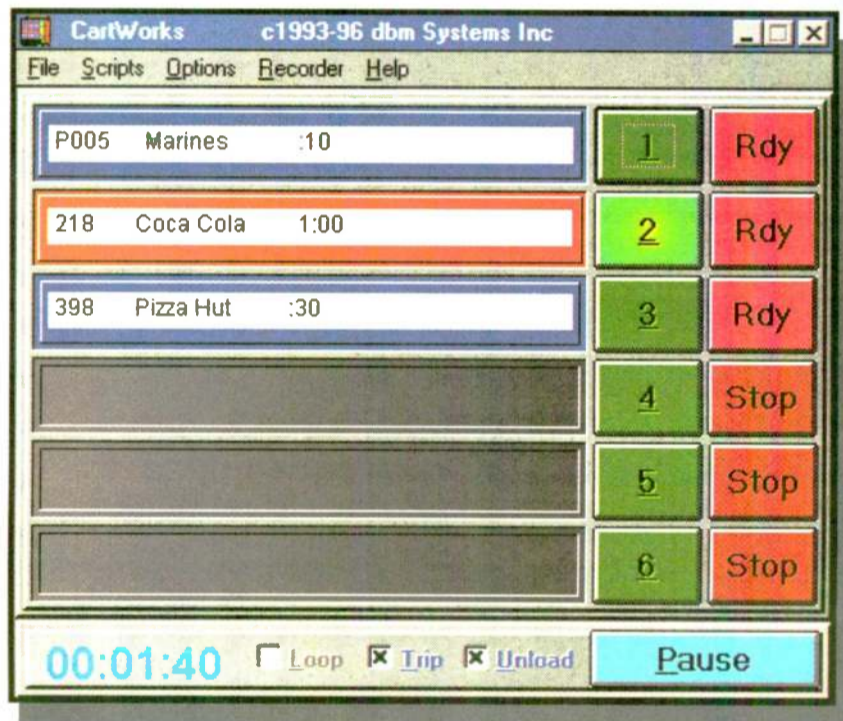 CartWorks c1993-96 dbm Systems Inc
File Scripts Options Recorder Help
P005 Marines :10 1 Rdy
218 Coca Cola 1:00 2 Rdy
398 Pizza Hut :30 3 Rdy
4 Stop
5 Stop
6 Stop
00:01:40 Loop Trip Unload Pause